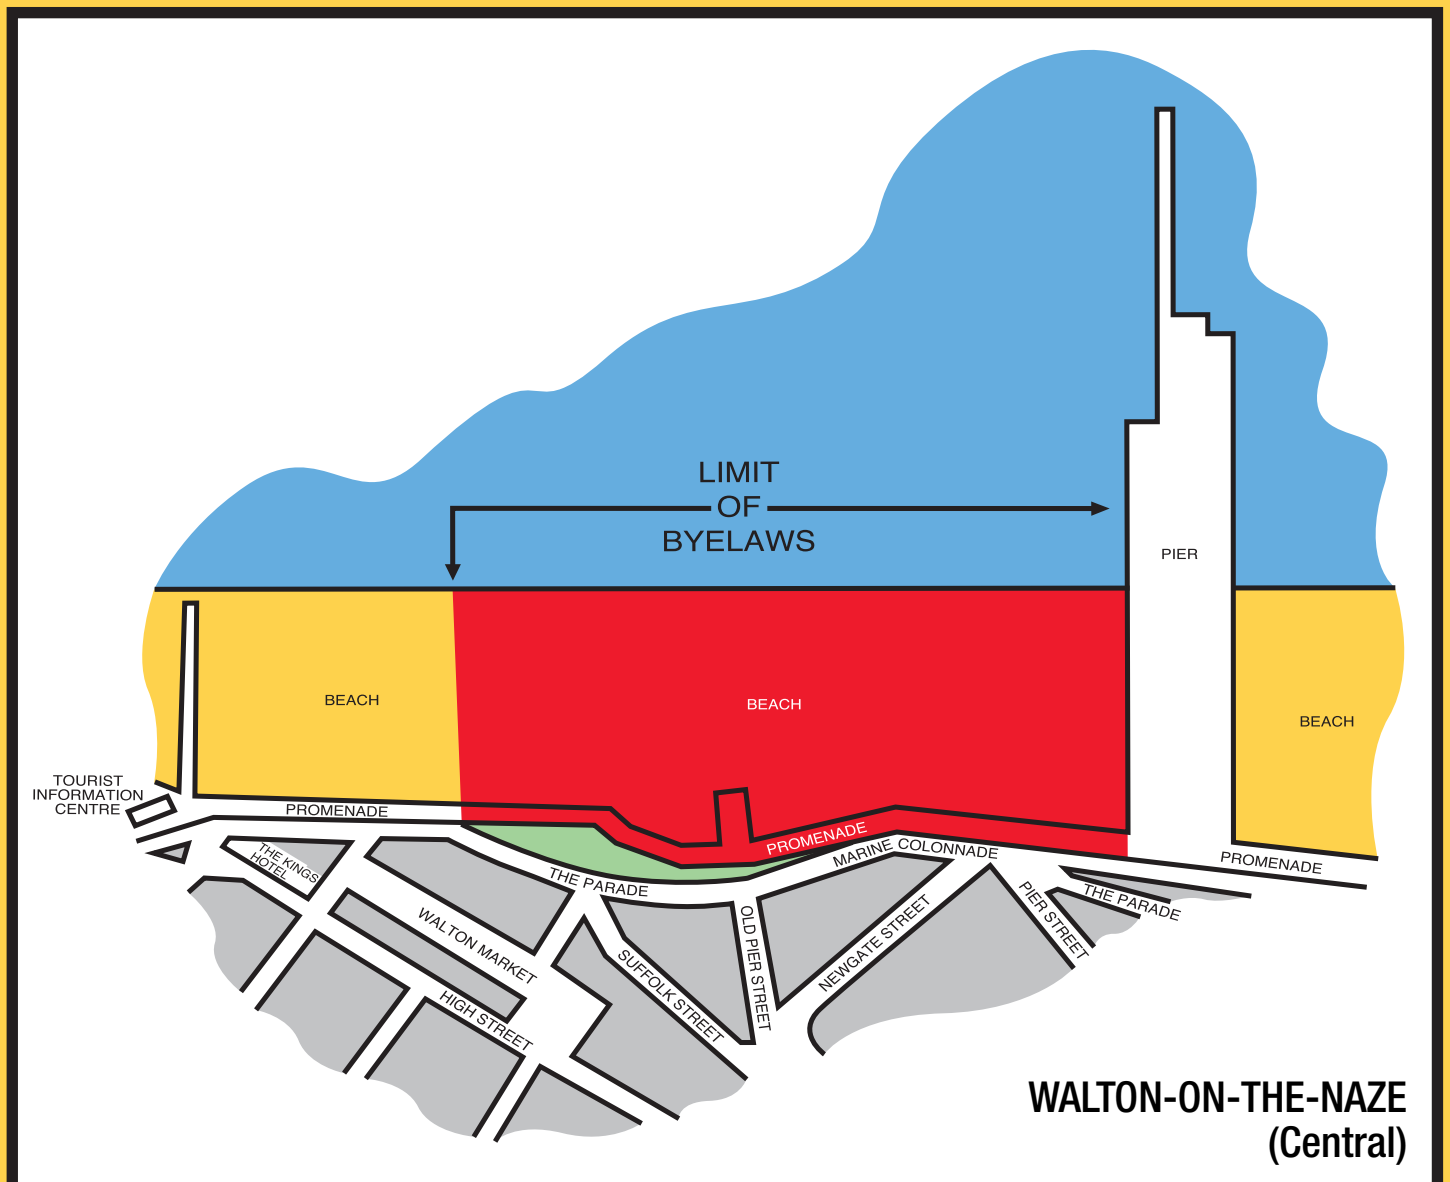 LIMIT
OF
BYELAWS
PIER
BEACH
BEACH
BEACH
TOURIST
INFORMATION
CENTRE
PROMENADE
PROMENADE
PROMENADE
MARINE COLONNADE
THE KINGS
HOTEL
THE PARADE
THE PARADE
WALTON MARKET
HIGH STREET
SUFFOLK STREET
OLD PIER STREET
NEWGATE STREET
PIER STREET
WALTON-ON-THE-NAZE
(Central)